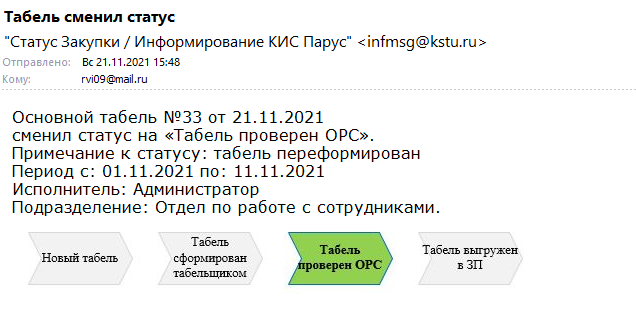 Табель сменил статус
"Статус Закупки / Информирование КИС Парус" <infmsg@kstu.ru>
Отправлено: Вс 21.11.2021 15:48
Кому: rvi09@mail.ru
Основной табель №33 от 21.11.2021
сменил статус на «Табель проверен ОРС».
Примечание к статусу: табель переформирован
Период с: 01.11.2021 по: 11.11.2021
Исполнитель: Администратор
Подразделение: Отдел по работе с сотрудниками.
Новый табель
Табель
сформирован
табельщиком
Табель
проверен ОРС
Табель выгружен
в ЗП